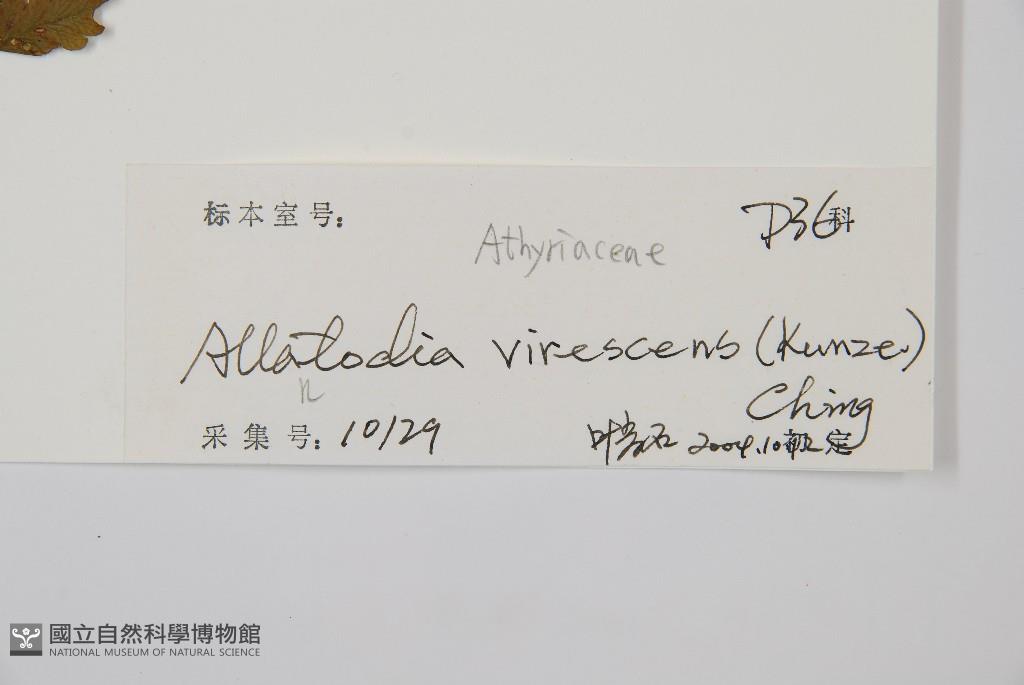 标本室号: P36科
Athyriaceae
Allatodia virescens (Kunze.)
n
Ching
采集号: 10129
叶 2004.10 定
國立自然科學博物館
NATIONAL MUSEUM OF NATURAL SCIENCE